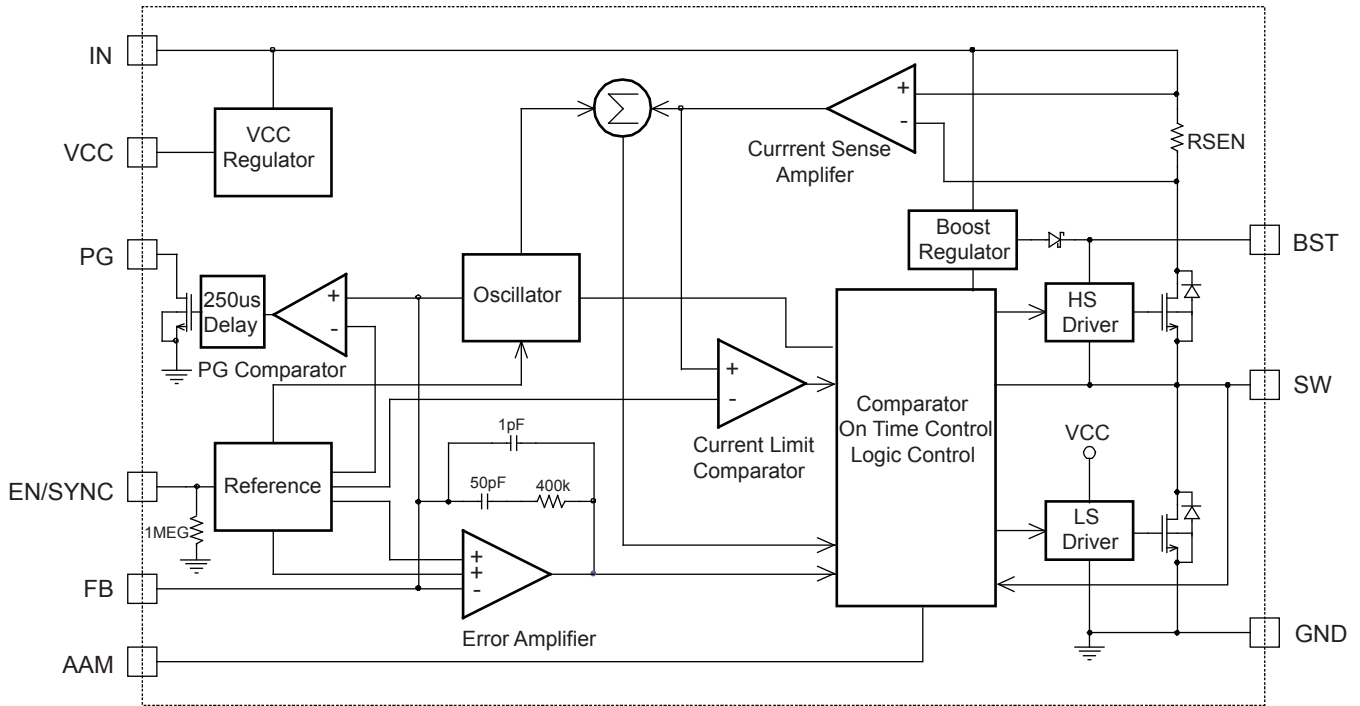 IN
VCC
VCC
Regulator
Σ
+
-
Currrent Sense
Amplifer
RSEN
Boost
Regulator
BST
PG
250us
Delay
+
-
PG Comparator
Oscillator
HS
Driver
+
-
Current Limit
Comparator
Comparator
On Time Control
Logic Control
SW
VCC
EN/SYNC
Reference
1MEG
1pF
50pF
400k
LS
Driver
+
+
-
Error Amplifier
FB
AAM
GND